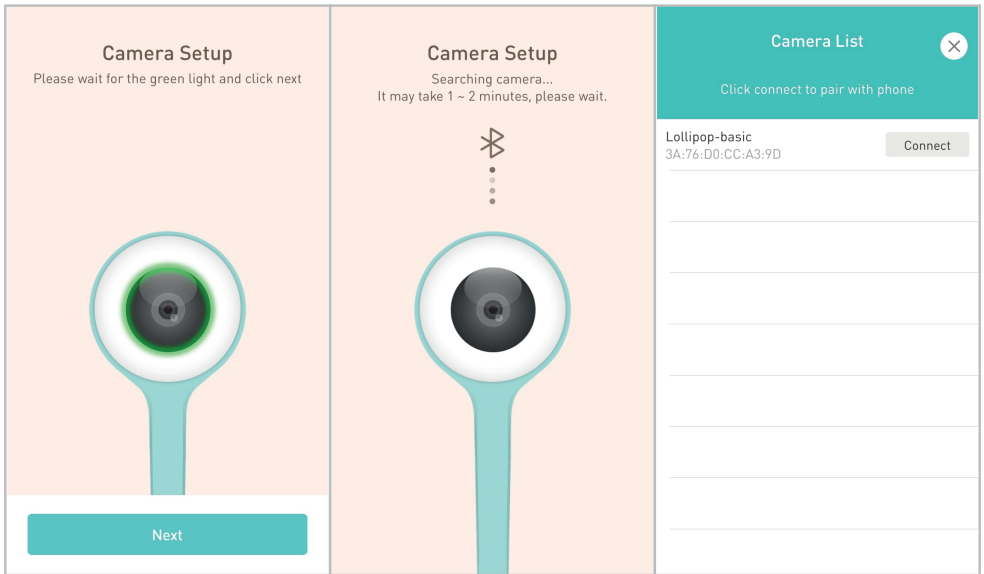 Camera Setup
Please wait for the green light and click next
Next
Camera Setup
Searching camera...
It may take 1 ~ 2 minutes, please wait.
Camera List
Click connect to pair with phone
Lollipop-basic
3A:76:D0:CC:A3:9D
Connect